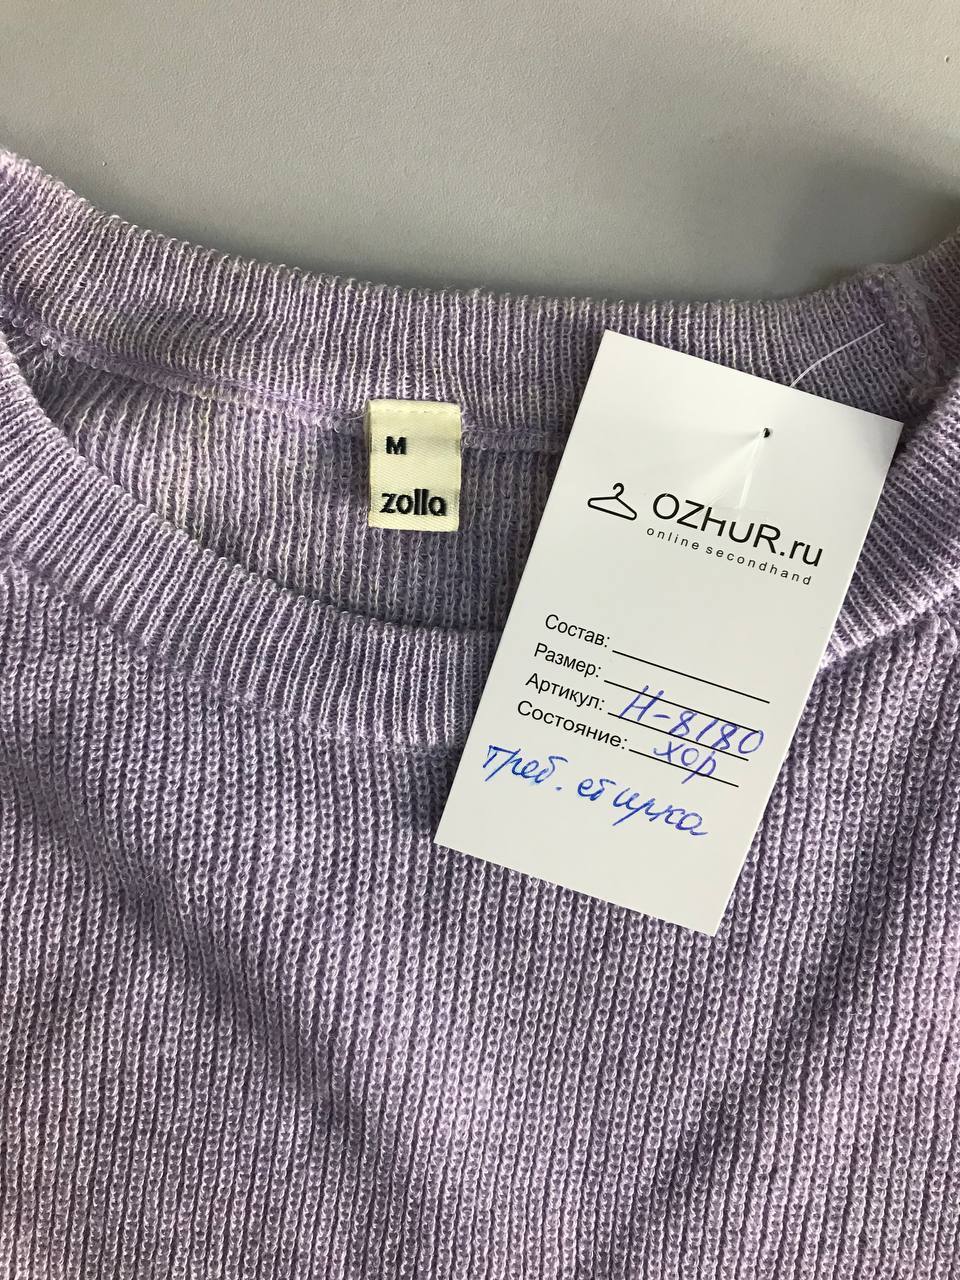 M
zolla
OZHUR.ru
online secondhand
Состав:
Размер:
Артикул: Н-8180
Состояние: хор
треб. стирка